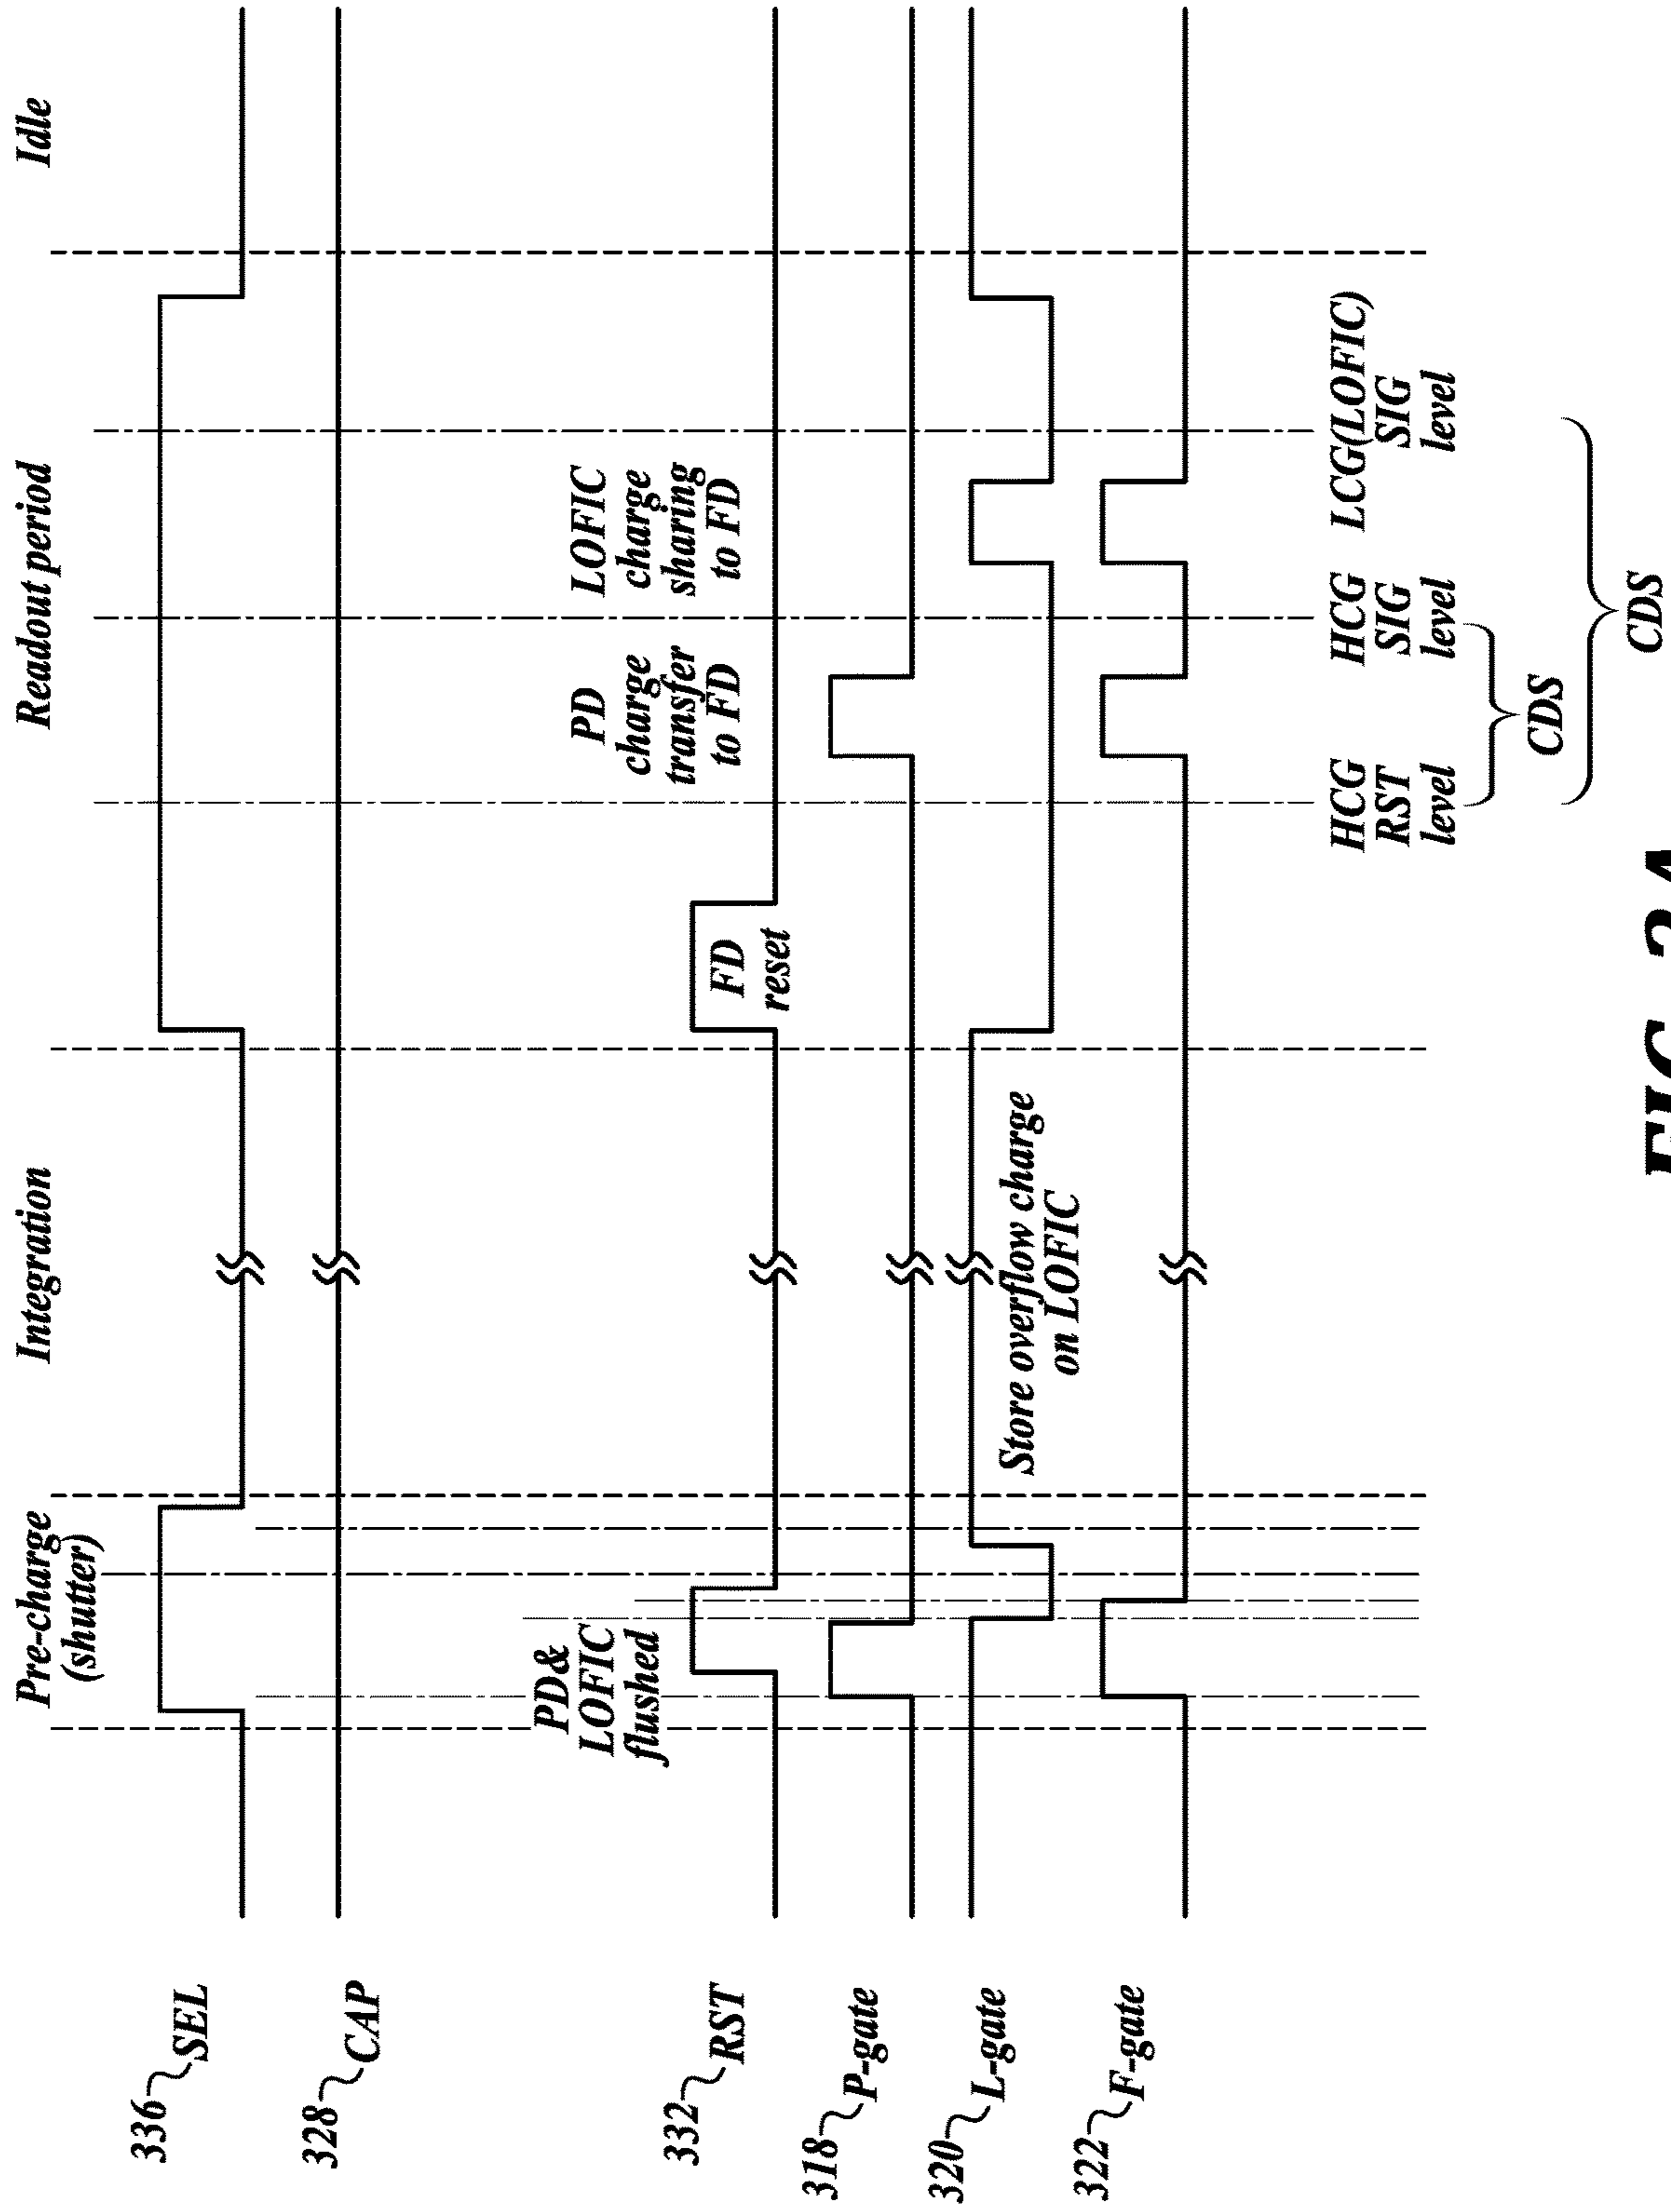 Pre-charge
(shutter)
Integration
Readout period
Idle
336
SEL
328
CAP
PD&
LOFIC
flushed
PD
charge
transfer
to FD
LOFIC
charge
sharing
to FD
332
RST
FD
reset
318
P-gate
320
L-gate
Store overflow charge
on LOFIC
322
F-gate
HCG
RST
level
HCG
SIG
level
LCG(LOFIC)
SIG
level
CDS
CDS